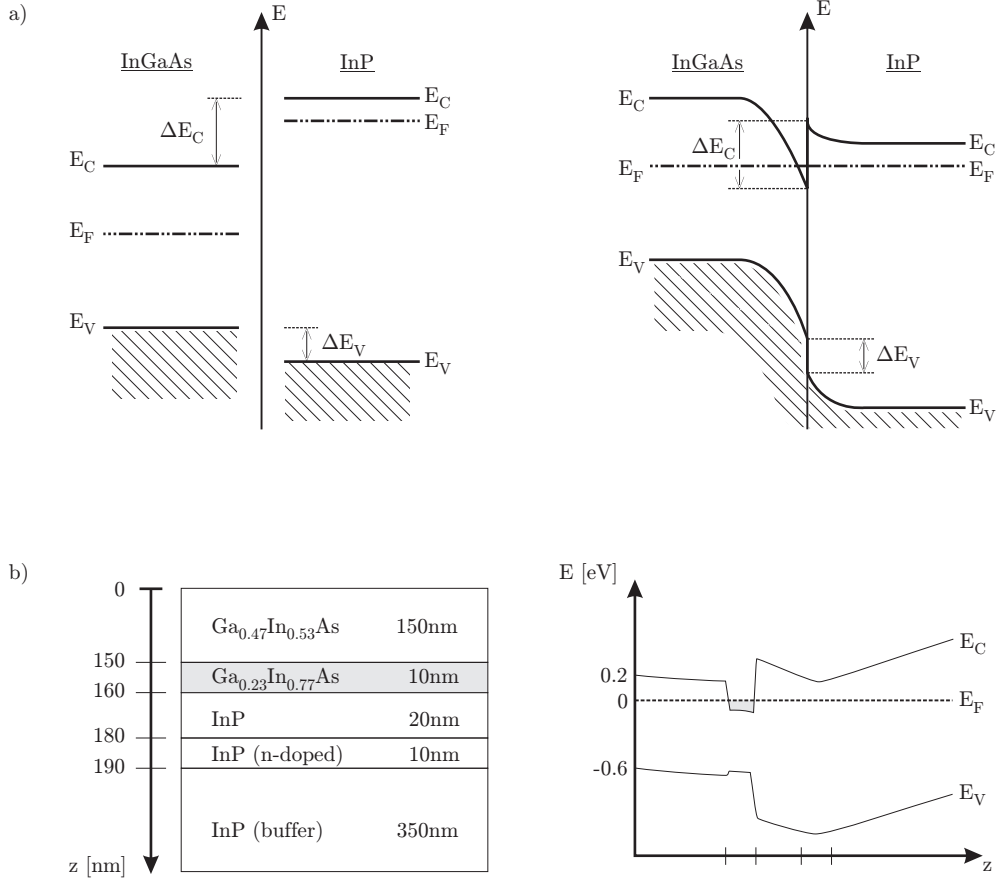 a)
E
InGaAs
InP
E_C
ΔE_C
E_F
E_C
E_F
E_V
ΔE_V
E_V
E
InGaAs
InP
E_C
ΔE_C
E_C
E_F
E_F
E_V
ΔE_V
E_V
b)
0
Ga_0.47In_0.53As 150nm
150
Ga_0.23In_0.77As 10nm
160
InP 20nm
180
InP (n-doped) 10nm
190
InP (buffer) 350nm
z [nm]
E [eV]
E_C
0.2
0
E_F
-0.6
E_V
z